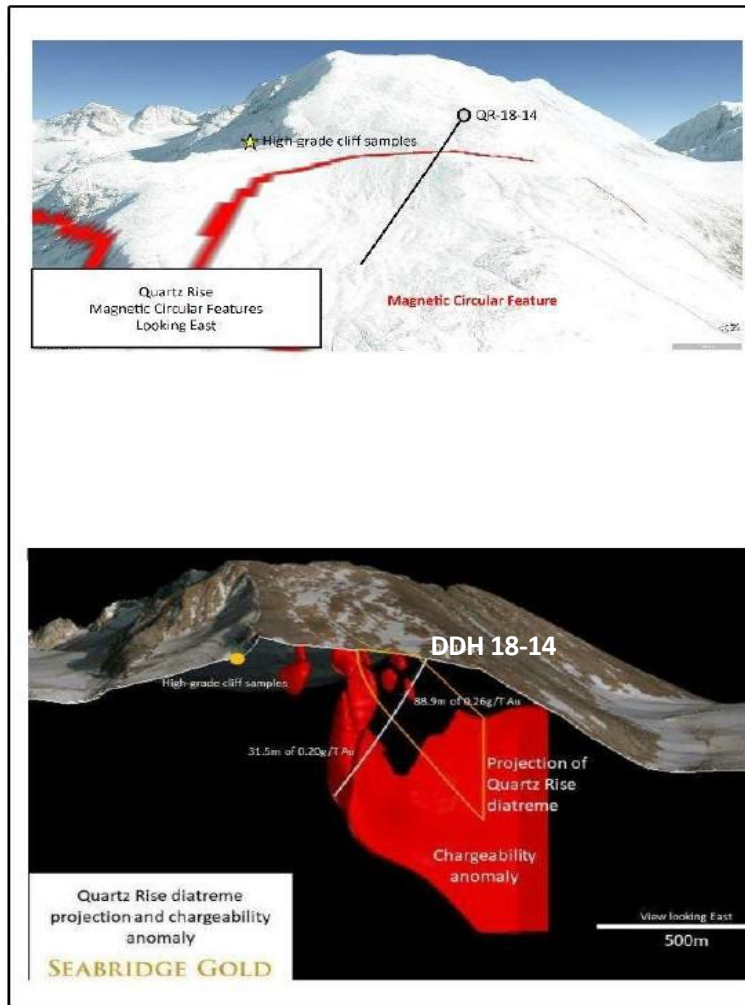 QR-18-14
High-grade cliff samples
Quartz Rise
Magnetic Circular Features
Looking East
Magnetic Circular Feature
DDH 18-14
High-grade cliff samples
88.9m of 0.26g/T Au
31.5m of 0.20g/T Au
Projection of
Quartz Rise
diatreme
Chargeability
anomaly
Quartz Rise diatreme
projection and chargeability
anomaly
SEABRIDGE GOLD
View looking East
500m